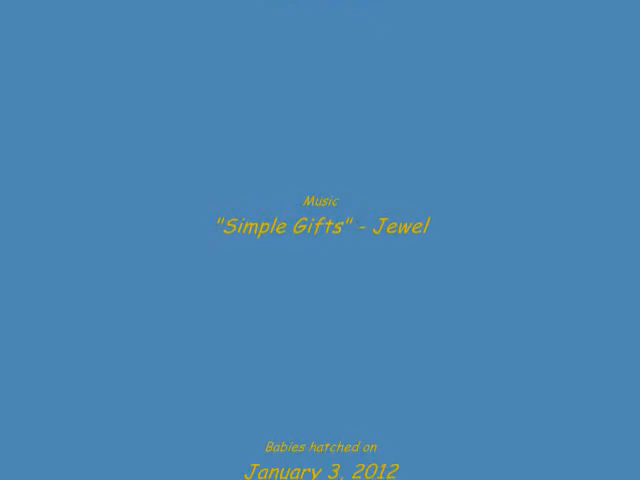 Music
"Simple Gifts" - Jewel
Babies hatched on
January 3, 2012